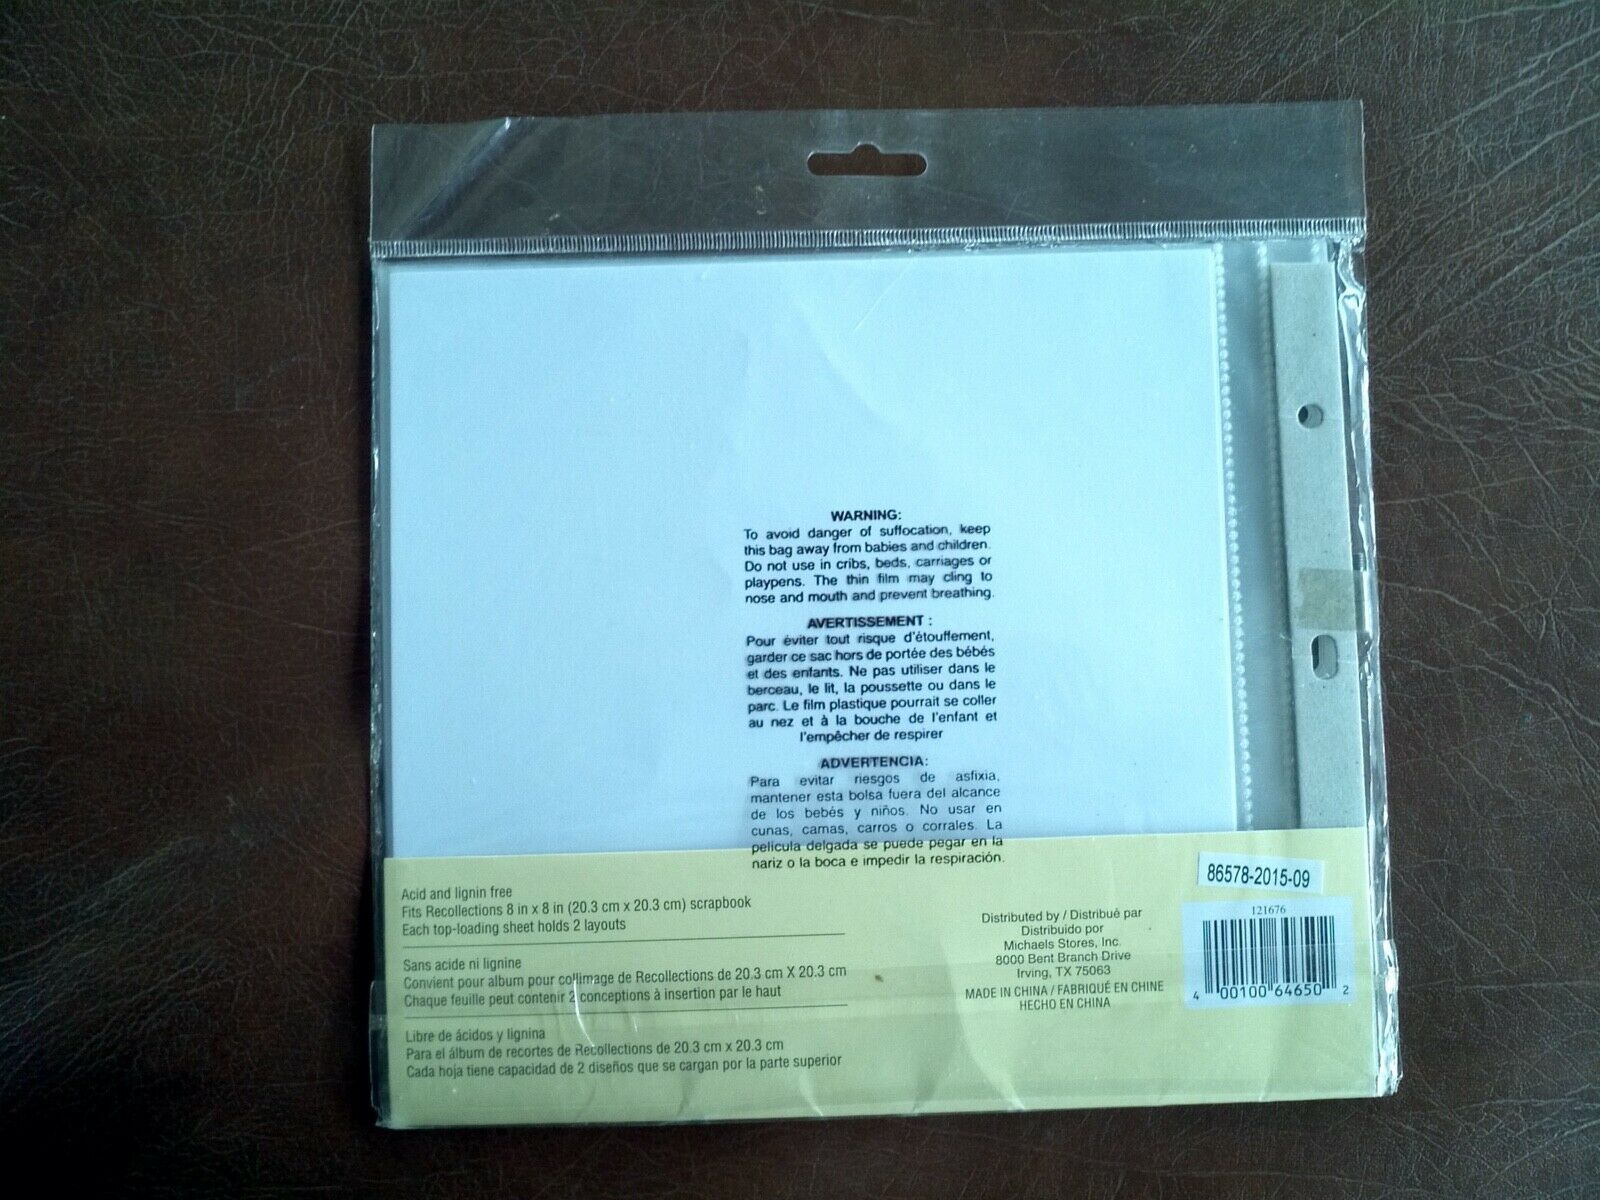 WARNING:
To avoid danger of suffocation, keep
this bag away from babies and children.
Do not use in cribs, beds, carriages or
playpens. The thin film may cling to
nose and mouth and prevent breathing.
AVERTISSEMENT :
Pour éviter tout risque d'étouffement,
garder ce sac hors de portée des bébés
et des enfants. Ne pas utiliser dans le
berceau, le lit, la poussette ou dans le
parc. Le film plastique pourrait se coller
au nez et à la bouche de l'enfant et
l'empêcher de respirer
ADVERTENCIA:
Para evitar riesgos de asfixia,
mantener esta bolsa fuera del alcance
de los bebés y niños. No usar en
cunas, camas, carros o corrales. La
película delgada se puede pegar en la
nariz o la boca e impedir la respiración.
Acid and lignin free
Fits Recollections 8 in x 8 in (20.3 cm x 20.3 cm) scrapbook
Each top-loading sheet holds 2 layouts
Sans acide ni lignine
Convient pour album pour collimage de Recollections de 20.3 cm X 20.3 cm
Chaque feuille peut contenir 2 conceptions à insertion par le haut
Libre de ácidos y lignina
Para el álbum de recortes de Recollections de 20.3 cm x 20.3 cm
Cada hoja tiene capacidad de 2 diseños que se cargan por la parte superior
Distributed by / Distribué par
Distribuido por
Michaels Stores, Inc.
8000 Bent Branch Drive
Irving, TX 75063
MADE IN CHINA / FABRIQUÉ EN CHINE
HECHO EN CHINA
86578-2015-09
121676
4 00100 64650 2